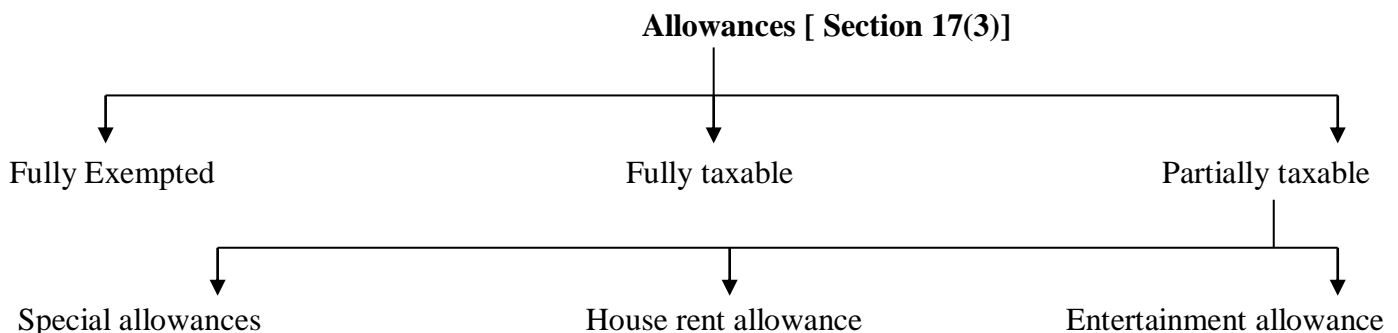 Allowances [ Section 17(3)]
Fully Exempted
Fully taxable
Partially taxable
Special allowances
House rent allowance
Entertainment allowance